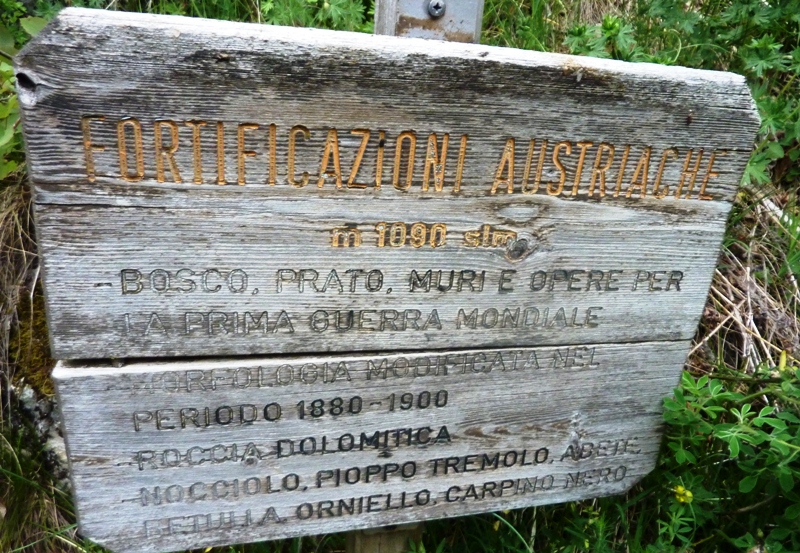 FORTIFICAZIONI AUSTRIACHE
m 1090 slm
- BOSCO, PRATO, MURI E OPERE PER
LA PRIMA GUERRA MONDIALE
- MORFOLOGIA MODIFICATA NEL
PERIODO 1880-1900
- ROCCIA DOLOMITICA
- NOCCIOLO, PIOPPO TREMOLO, ABETE,
BETULLA, ORNIELLO, CARPINO NERO